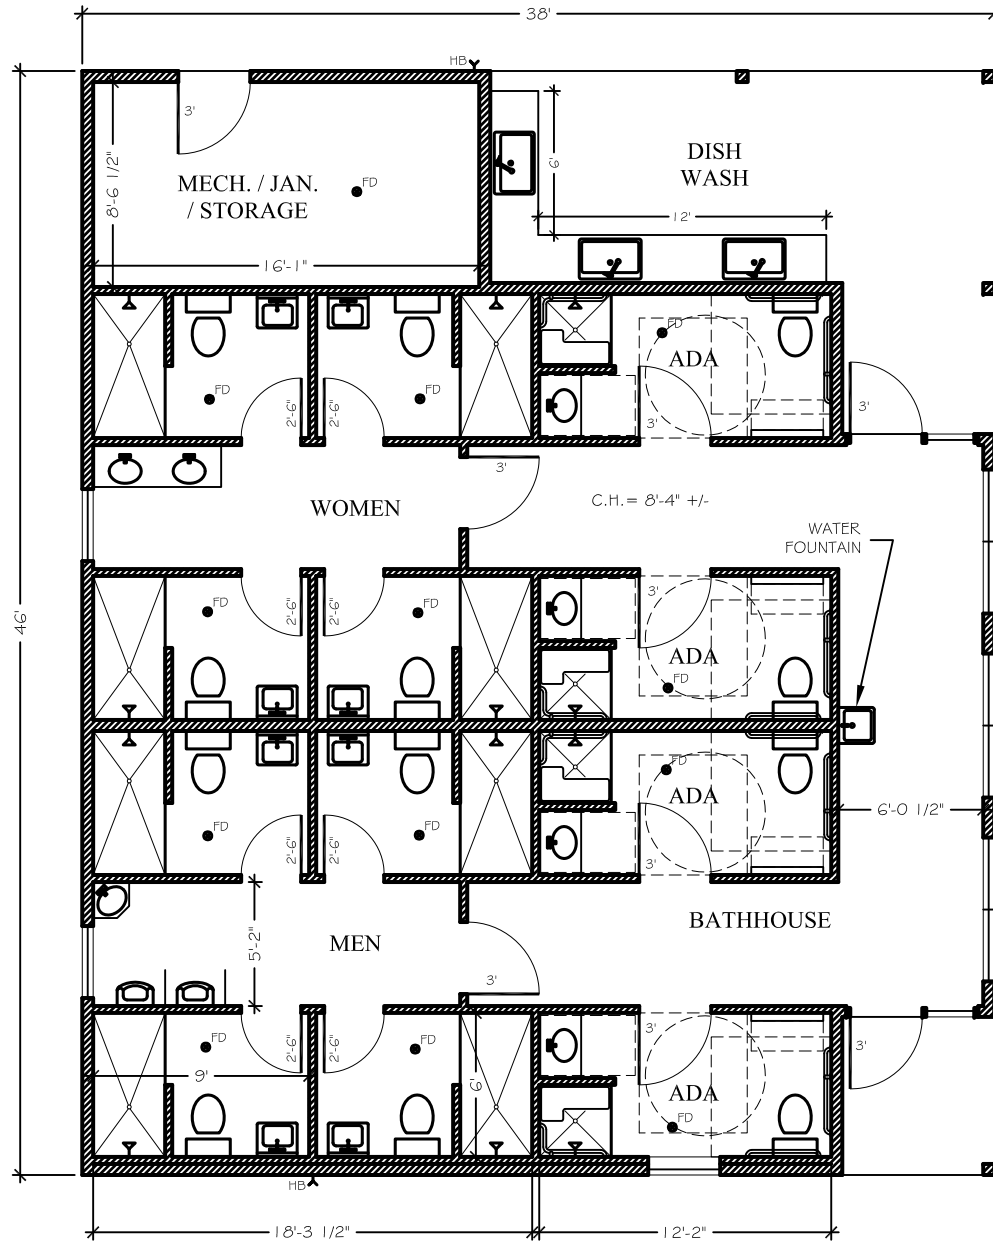 38'
HB
3'
8'-6 1/2"
MECH. / JAN.
/ STORAGE
FD
16'-1"
6'
DISH
WASH
12'
FD
FD
2'-6"
2'-6"
FD
ADA
3'
3'
46'
WOMEN
3'
C.H.= 8'-4" +/-
WATER
FOUNTAIN
FD
2'-6"
2'-6"
FD
3'
ADA
FD
FD
2'-6"
2'-6"
FD
FD
ADA
3'
6'-0 1/2"
5'-2"
MEN
3'
BATHHOUSE
FD
2'-6"
2'-6"
FD
3'
3'
9'
6'
ADA
FD
HB
18'-3 1/2"
12'-2"